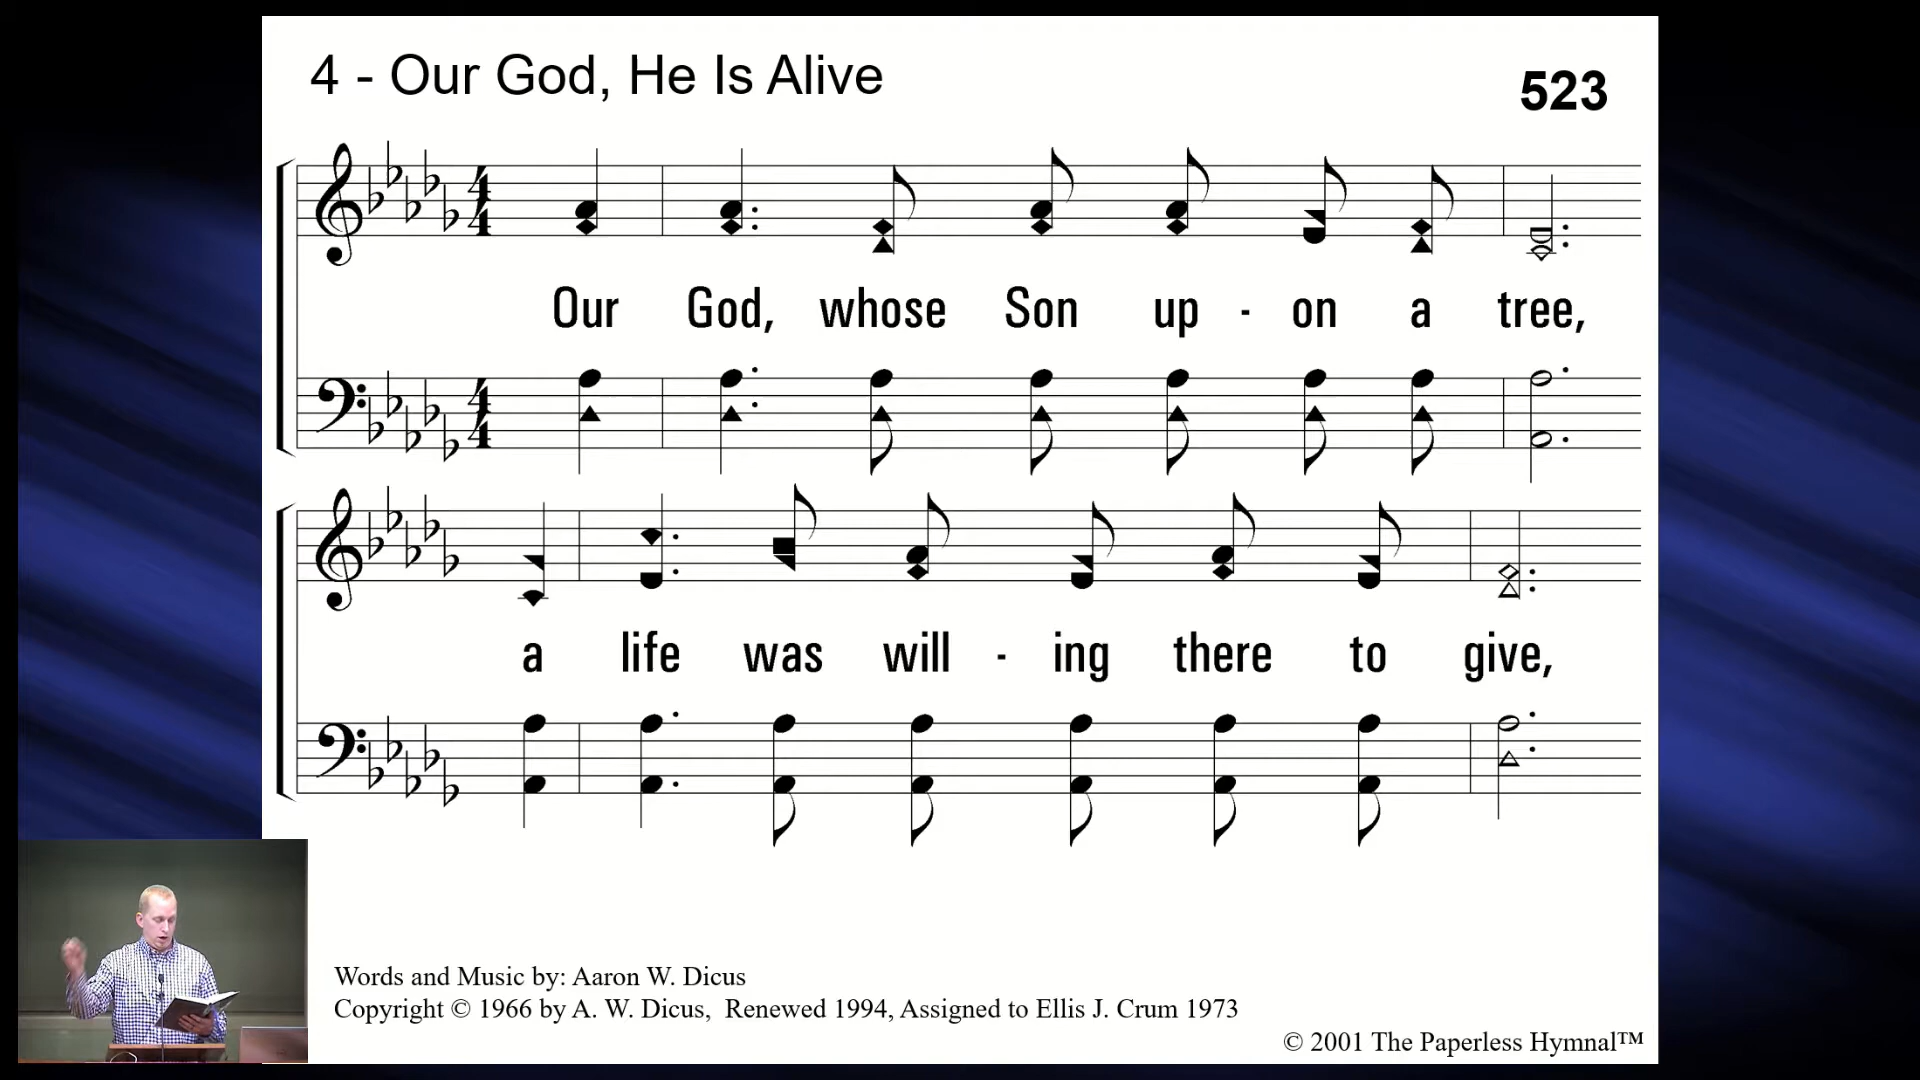 4 - Our God, He Is Alive
523
Our God, whose Son up - on a tree,
a life was will - ing there to give,
Words and Music by: Aaron W. Dicus
Copyright © 1966 by A. W. Dicus, Renewed 1994, Assigned to Ellis J. Crum 1973
© 2001 The Paperless Hymnal™